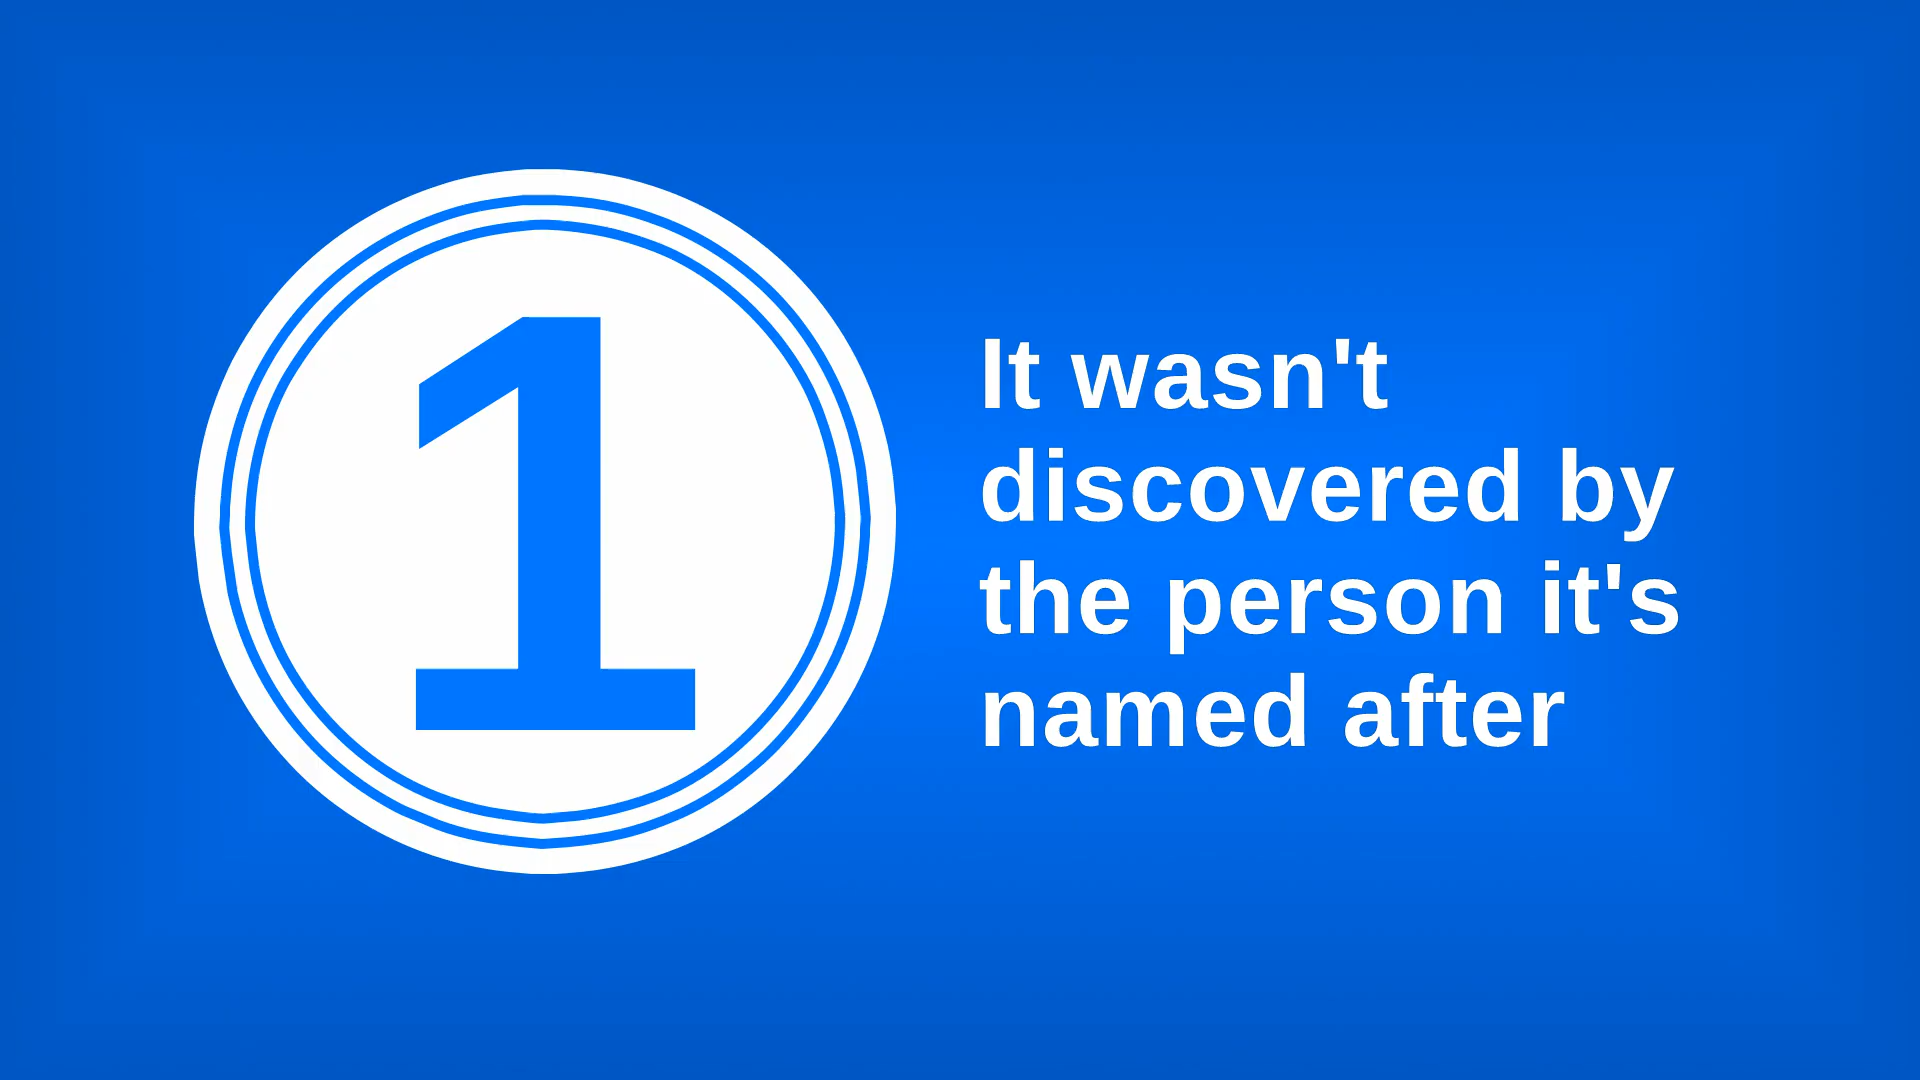 1
It wasn't
discovered by
the person it's
named after